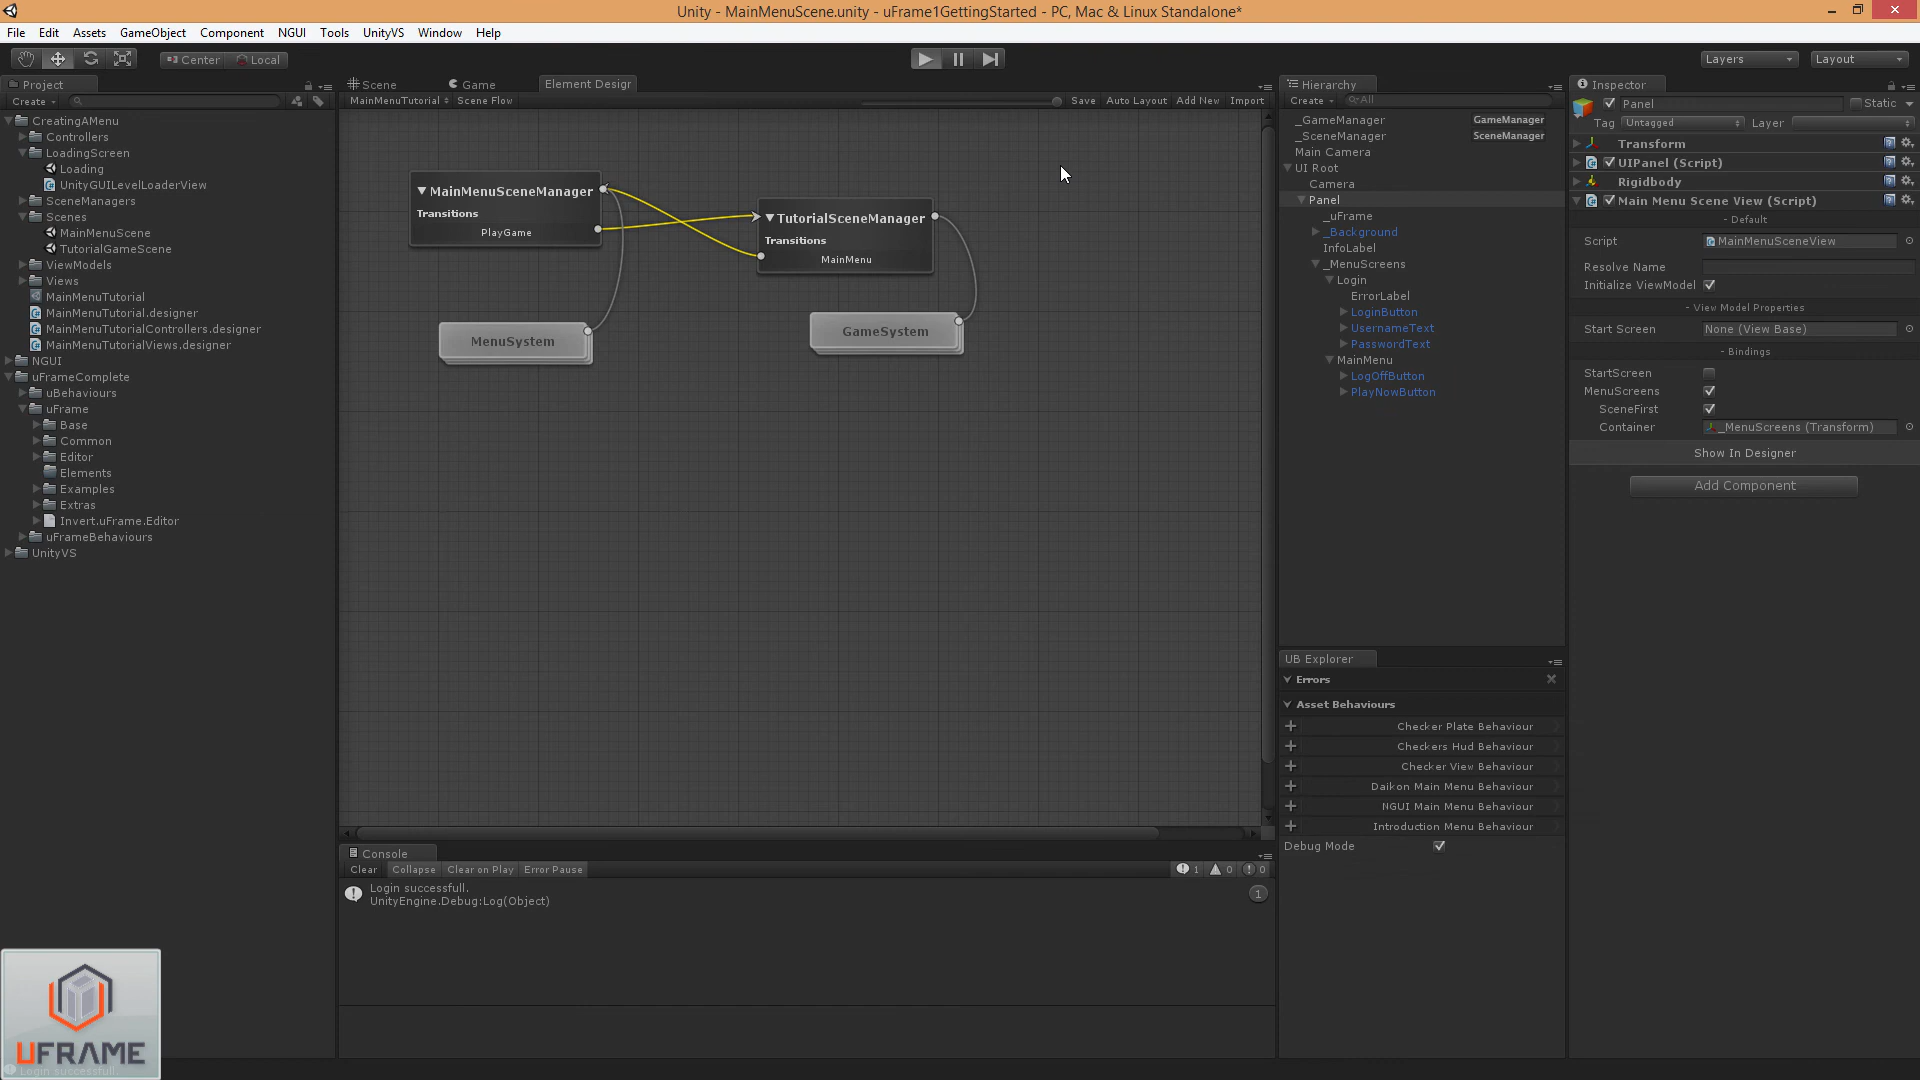 Unity - MainMenuScene.unity - uFrame1GettingStarted - PC, Mac & Linux Standalone*
File Edit Assets GameObject Component NGUI Tools UnityVS Window Help
Center Local Layers Layout
Project
Create
CreatingAMenu
Controllers
LoadingScreen
Loading
UnityGUILevelLoaderView
SceneManagers
Scenes
MainMenuScene
TutorialGameScene
ViewModels
Views
MainMenuTutorial
MainMenuTutorial.designer
MainMenuTutorialControllers.designer
MainMenuTutorialViews.designer
NGUI
uFrameComplete
uBehaviours
uFrame
Base
Common
Editor
Elements
Examples
Extras
Invert.uFrame.Editor
uFrameBehaviours
UnityVS
Scene Game Element Desigr
MainMenuTutorial Scene Flow Save Auto Layout Add New Import
MainMenuSceneManager
Transitions
PlayGame
TutorialSceneManager
Transitions
MainMenu
MenuSystem
GameSystem
Console
Clear Collapse Clear on Play Error Pause 1 0 0
Login successfull.
UnityEngine.Debug:Log(Object)
1
Hierarchy
Create All
_GameManager GameManager
_SceneManager SceneManager
Main Camera
UI Root
Camera
Panel
_uFrame
_Background
InfoLabel
_MenuScreens
Login
ErrorLabel
LoginButton
UsernameText
PasswordText
MainMenu
LogOffButton
PlayNowButton
UB Explorer
Errors
Asset Behaviours
Checker Plate Behaviour
Checkers Hud Behaviour
Checker View Behaviour
Daikon Main Menu Behaviour
NGUI Main Menu Behaviour
Introduction Menu Behaviour
Debug Mode
Inspector
Panel Static
Tag Untagged Layer
Transform
UIPanel (Script)
Rigidbody
Main Menu Scene View (Script)
- Default
Script MainMenuSceneView
Resolve Name
Initialize ViewModel
- View Model Properties
Start Screen None (View Base)
- Bindings
StartScreen
MenuScreens
SceneFirst
Container _MenuScreens (Transform)
Show In Designer
Add Component
UFRAME
Login successfull.